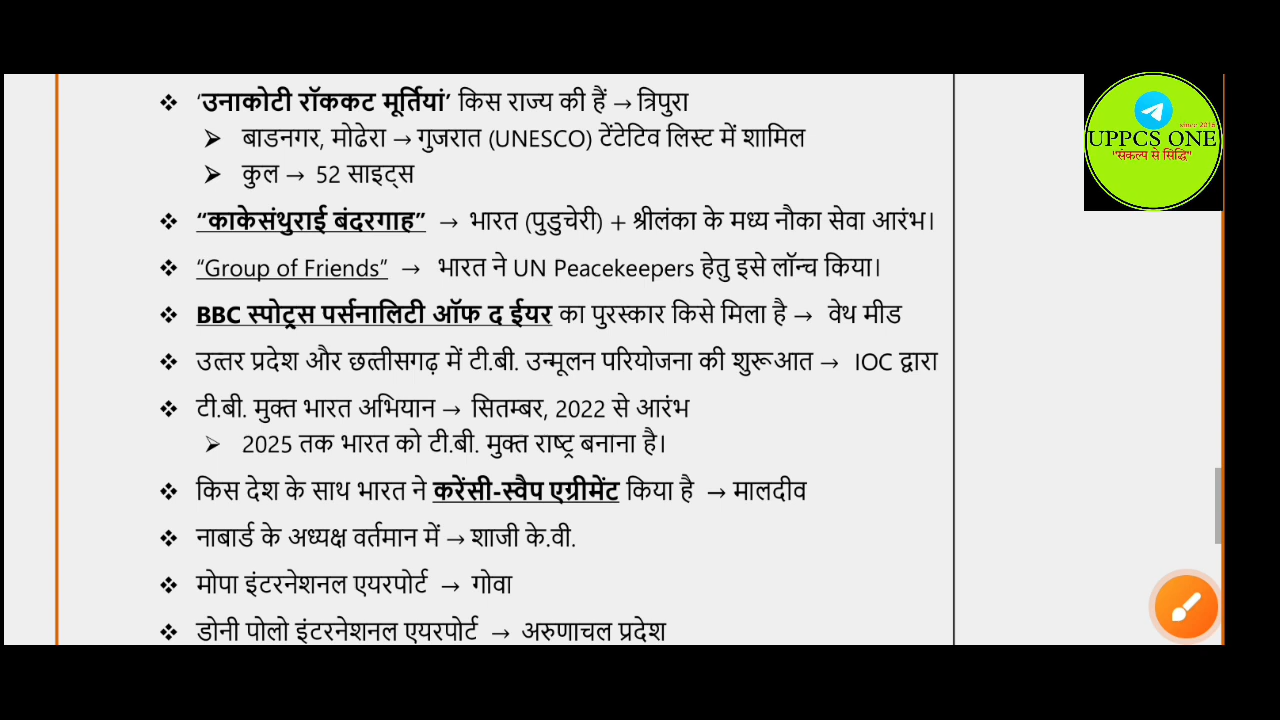 ❖ ‘उनाकोटी रॉककट मूर्तियां’ किस राज्य की हैं → त्रिपुरा
➢ बाडनगर, मोढेरा → गुजरात (UNESCO) टेंटेटिव लिस्ट में शामिल
➢ कुल → 52 साइट्स
❖ “काकेसंथुराई बंदरगाह” → भारत (पुडुचेरी) + श्रीलंका के मध्य नौका सेवा आरंभ।
❖ “Group of Friends” → भारत ने UN Peacekeepers हेतु इसे लॉन्च किया।
❖ BBC स्पोट्रस पर्सनालिटी ऑफ द ईयर का पुरस्कार किसे मिला है → वेथ मीड
❖ उत्तर प्रदेश और छत्तीसगढ़ में टी.बी. उन्मूलन परियोजना की शुरूआत → IOC द्वारा
❖ टी.बी. मुक्त भारत अभियान → सितम्बर, 2022 से आरंभ
➢ 2025 तक भारत को टी.बी. मुक्त राष्ट्र बनाना है।
❖ किस देश के साथ भारत ने करेंसी-स्वैप एग्रीमेंट किया है → मालदीव
❖ नाबार्ड के अध्यक्ष वर्तमान में → शाजी के.वी.
❖ मोपा इंटरनेशनल एयरपोर्ट → गोवा
❖ डोनी पोलो इंटरनेशनल एयरपोर्ट → अरुणाचल प्रदेश
since 2016
UPPCS ONE
"संकल्प से सिद्धि"